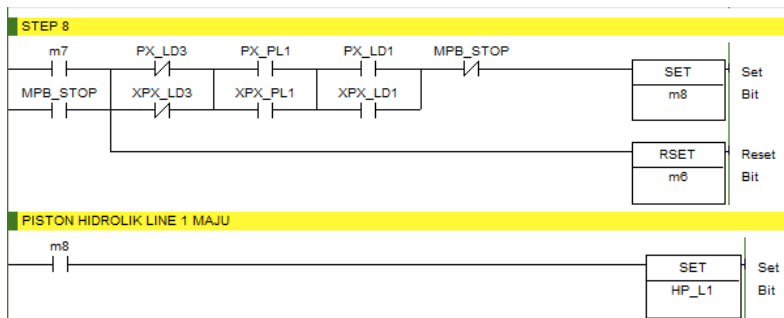 STEP 8
m7 PX_LD3 PX_PL1 PX_LD1 MPB_STOP
SET Set
MPB_STOP XPX_LD3 XPX_PL1 XPX_LD1 m8 Bit
RSET Reset
m6 Bit
PISTON HIDROLIK LINE 1 MAJU
m8
SET Set
HP_L1 Bit